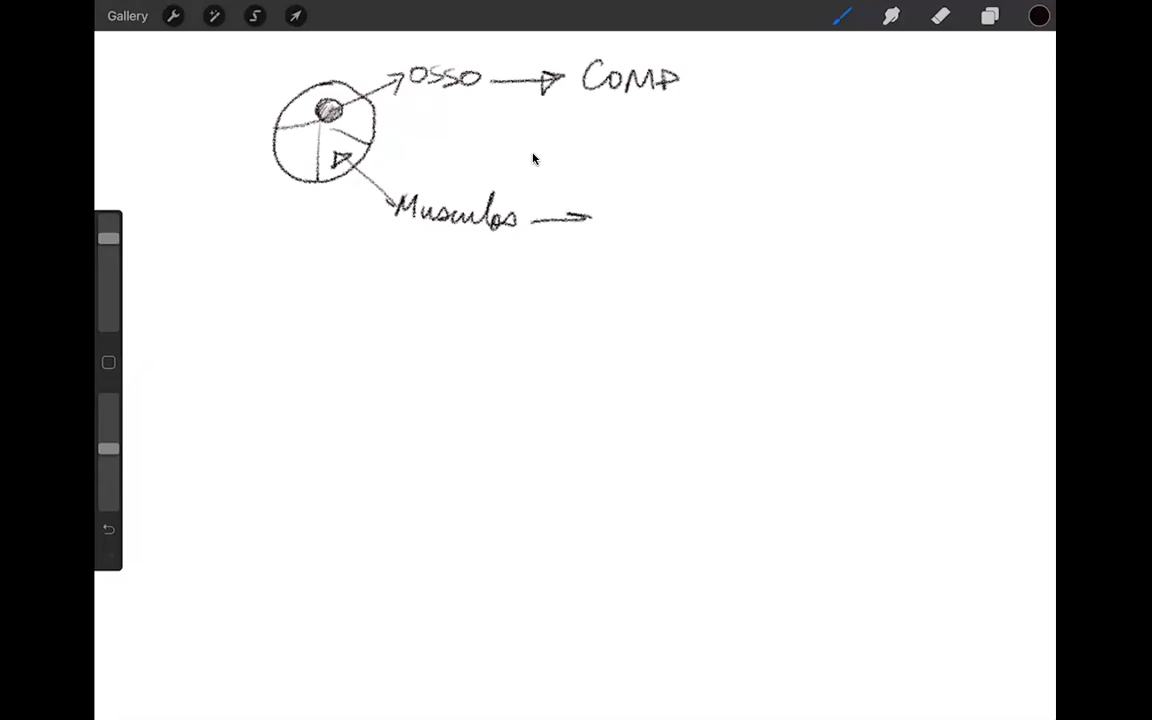 Gallery
OSSO → COMP
Musculos →